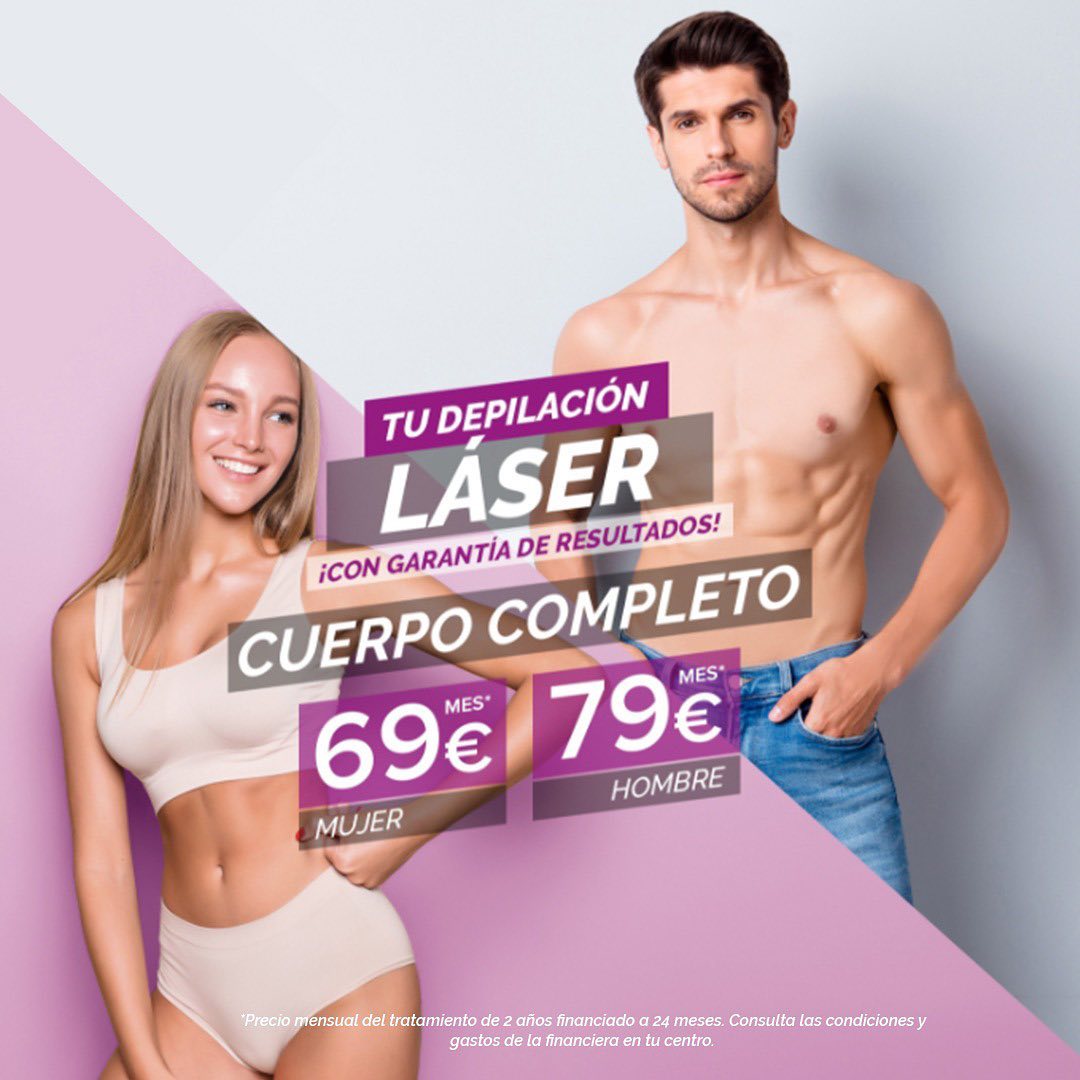 TU DEPILACIÓN
LÁSER
¡CON GARANTÍA DE RESULTADOS!
CUERPO COMPLETO
69€ MES*
MUJER
79€ MES*
HOMBRE
*Precio mensual del tratamiento de 2 años financiado a 24 meses. Consulta las condiciones y
gastos de la financiera en tu centro.